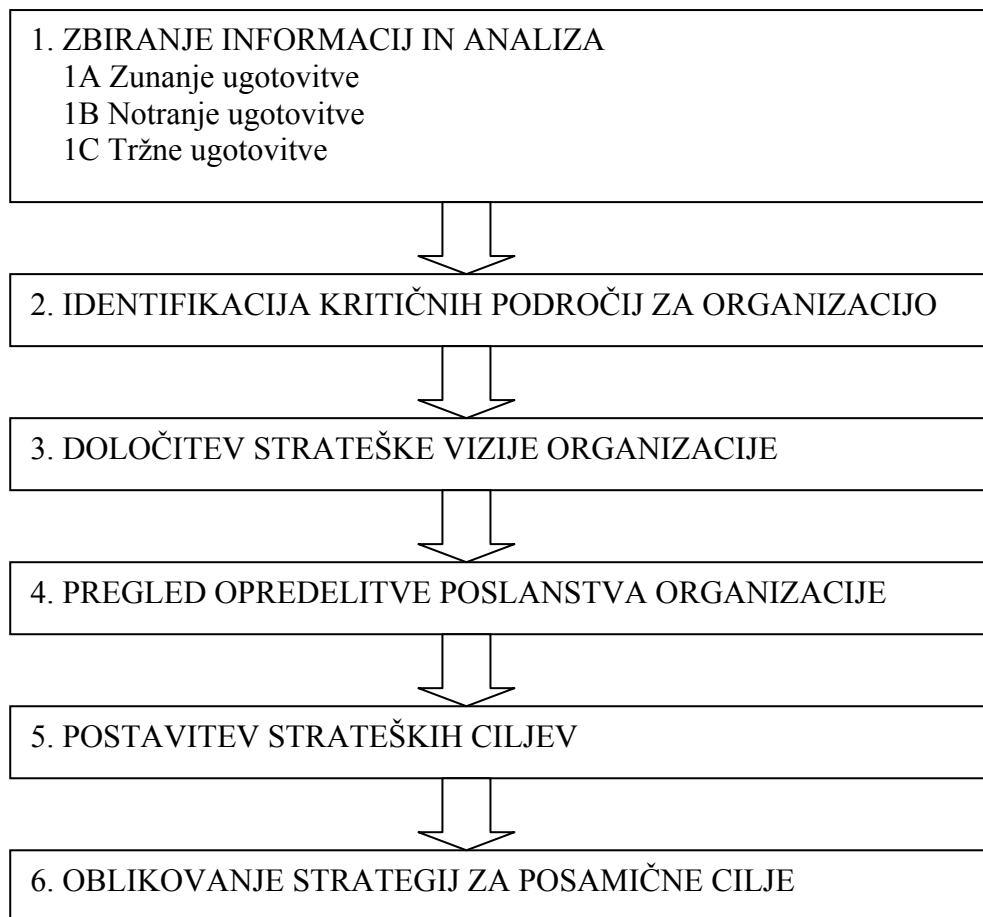 1. ZBIRANJE INFORMACIJ IN ANALIZA
1A Zunanje ugotovitve
1B Notranje ugotovitve
1C Tržne ugotovitve
2. IDENTIFIKACIJA KRITIČNIH PODROČIJ ZA ORGANIZACIJO
3. DOLOČITEV STRATEŠKE VIZIJE ORGANIZACIJE
4. PREGLED OPREDELITVE POSLANSTVA ORGANIZACIJE
5. POSTAVITEV STRATEŠKIH CILJEV
6. OBLIKOVANJE STRATEGIJ ZA POSAMIČNE CILJE